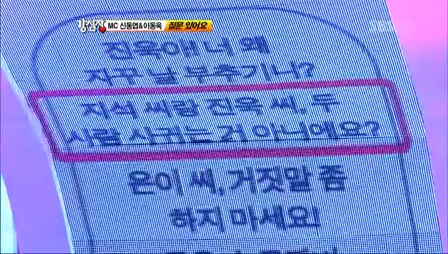 강심장 MC 신동엽&이동욱 질문 있어요
SBS
진욱아! 너 왜
자꾸 날 부추기니?
지석 씨랑 진욱 씨, 두
사람 사귀는 거 아니에요?
은이 씨, 거짓말 좀
하지 마세요!